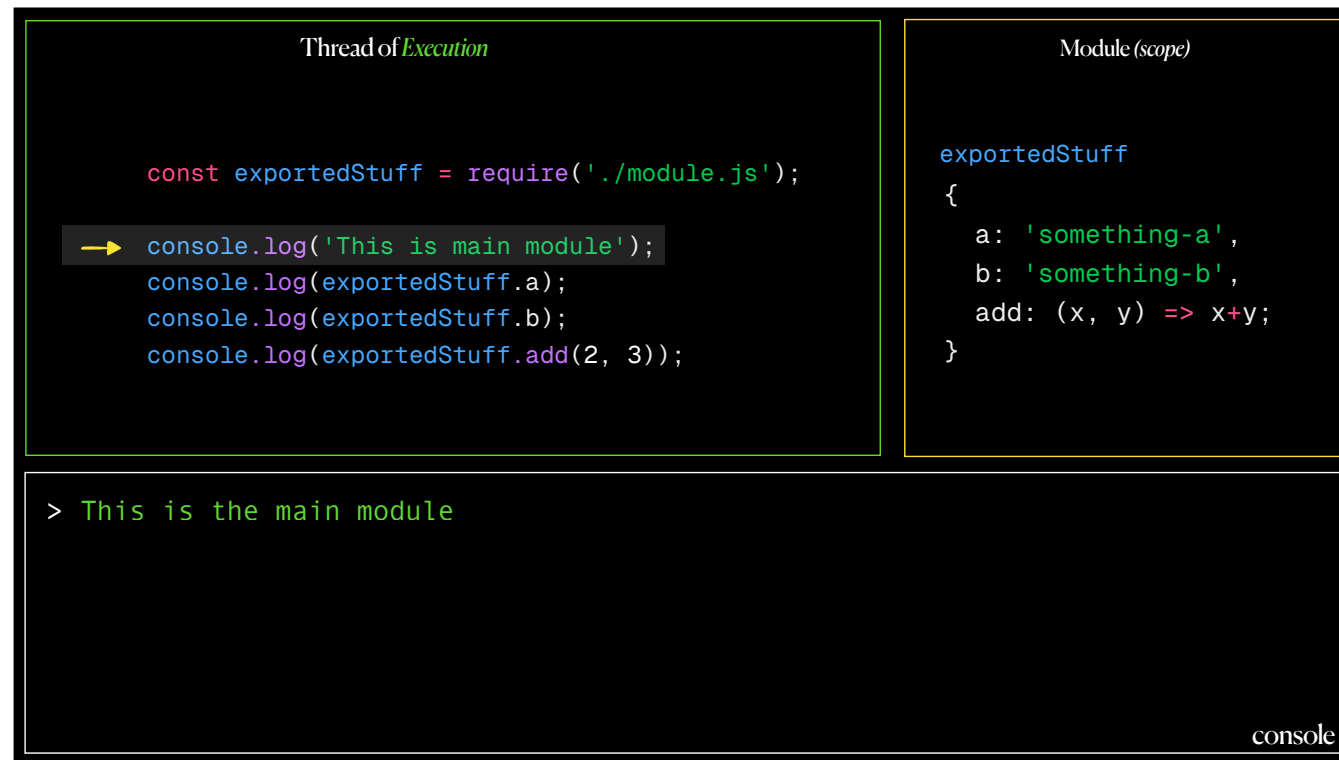 Thread of Execution
const exportedStuff = require('./module.js');
console.log('This is main module');
console.log(exportedStuff.a);
console.log(exportedStuff.b);
console.log(exportedStuff.add(2, 3));
Module (scope)
exportedStuff
{
a: 'something-a',
b: 'something-b',
add: (x, y) => x+y;
}
> This is the main module
console